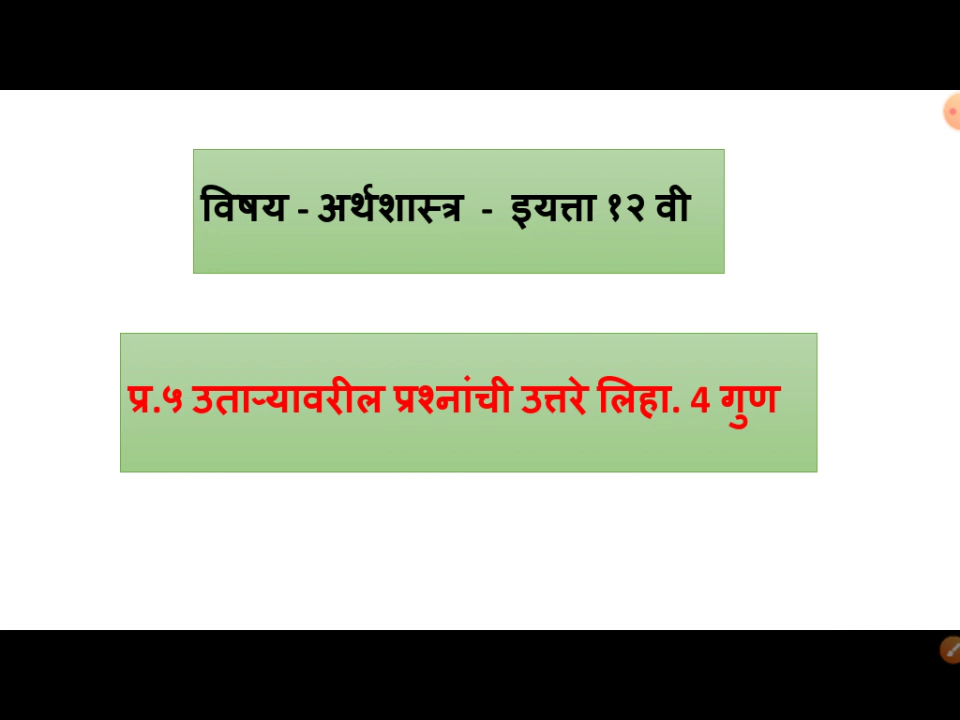 विषय - अर्थशास्त्र - इयत्ता १२ वी
प्र.५ उताऱ्यावरील प्रश्नांची उत्तरे लिहा. 4 गुण